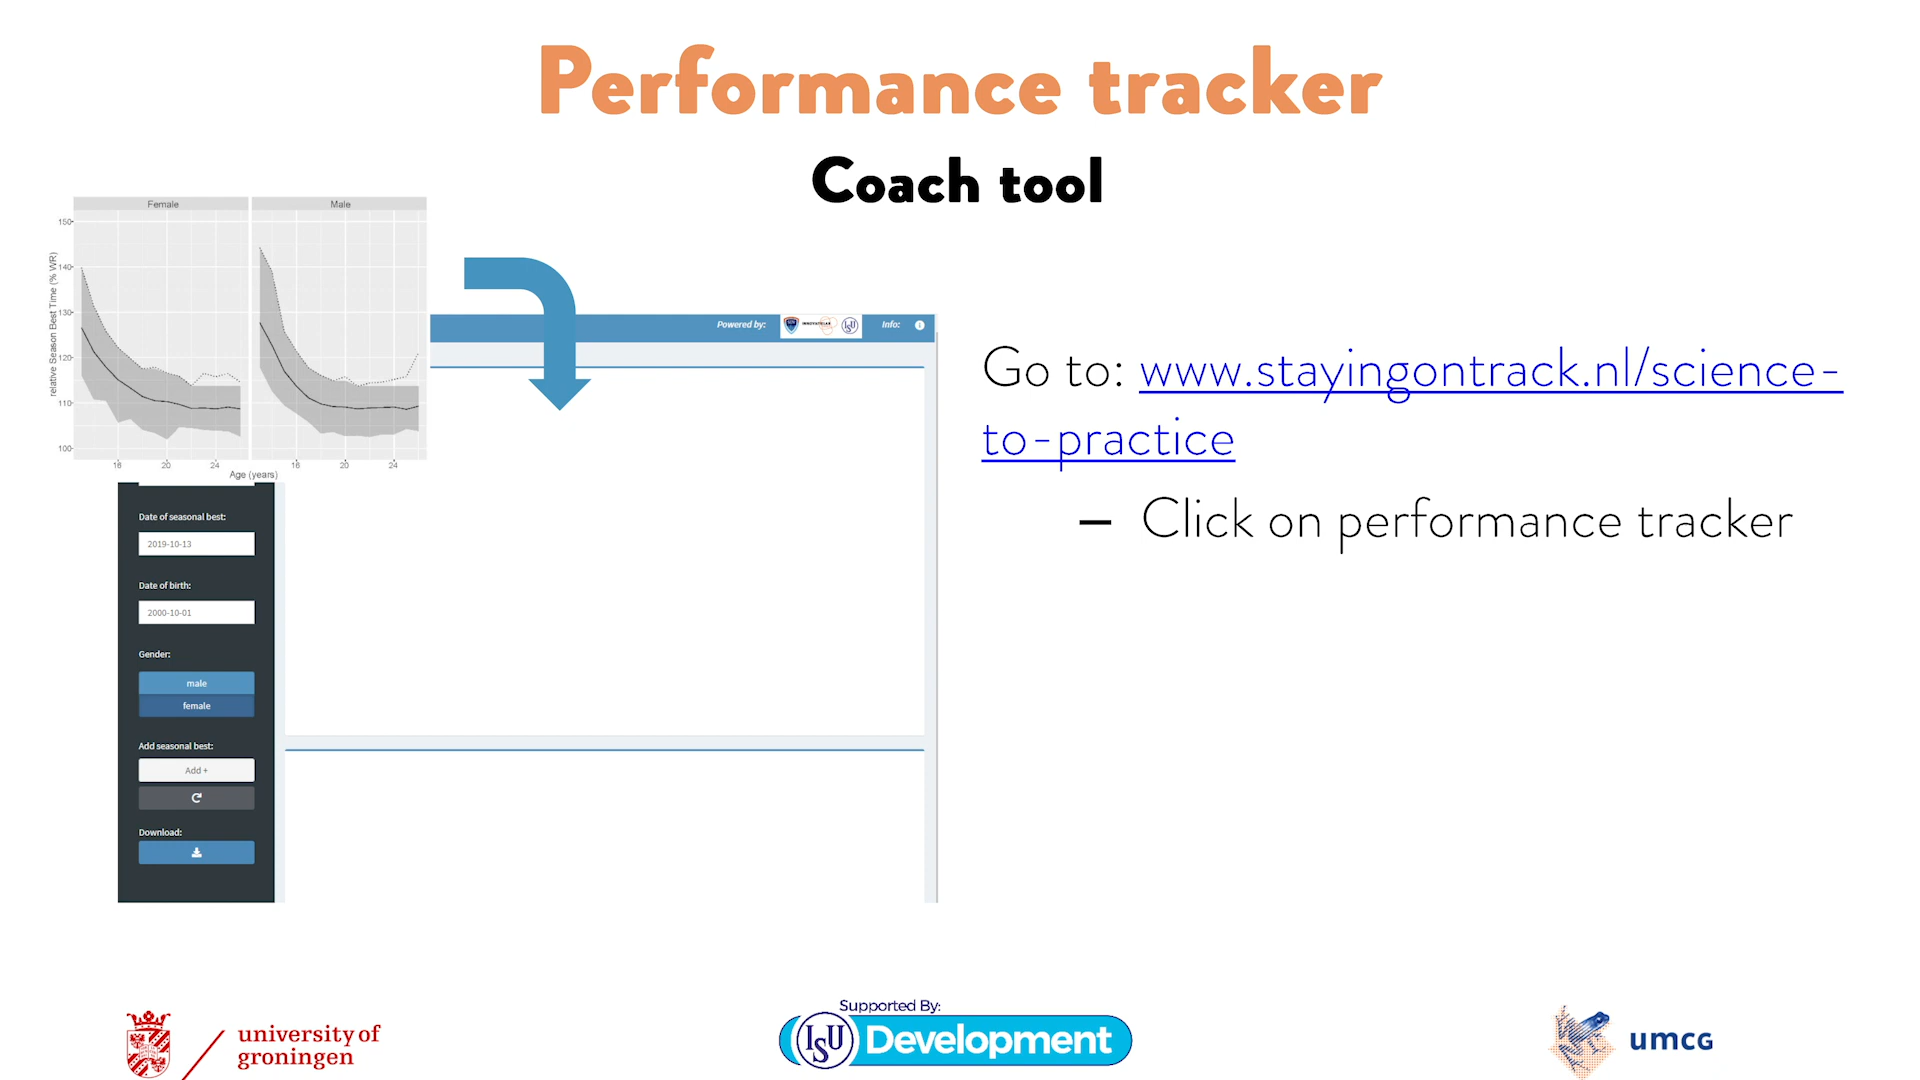 Performance tracker
Coach tool
Female
Male
relative Season Best Time (% WR)
150
140
130
120
110
100
16
20
24
16
20
24
Age (years)
Powered by:
INNOVATIELAB
ISU
Info:
Date of seasonal best:
2019-10-13
Date of birth:
2000-10-01
Gender:
male
female
Add seasonal best:
Add +
Download:
Go to: www.stayingontrack.nl/science-
to-practice
– Click on performance tracker
university of
groningen
Supported By:
ISU Development
umcg